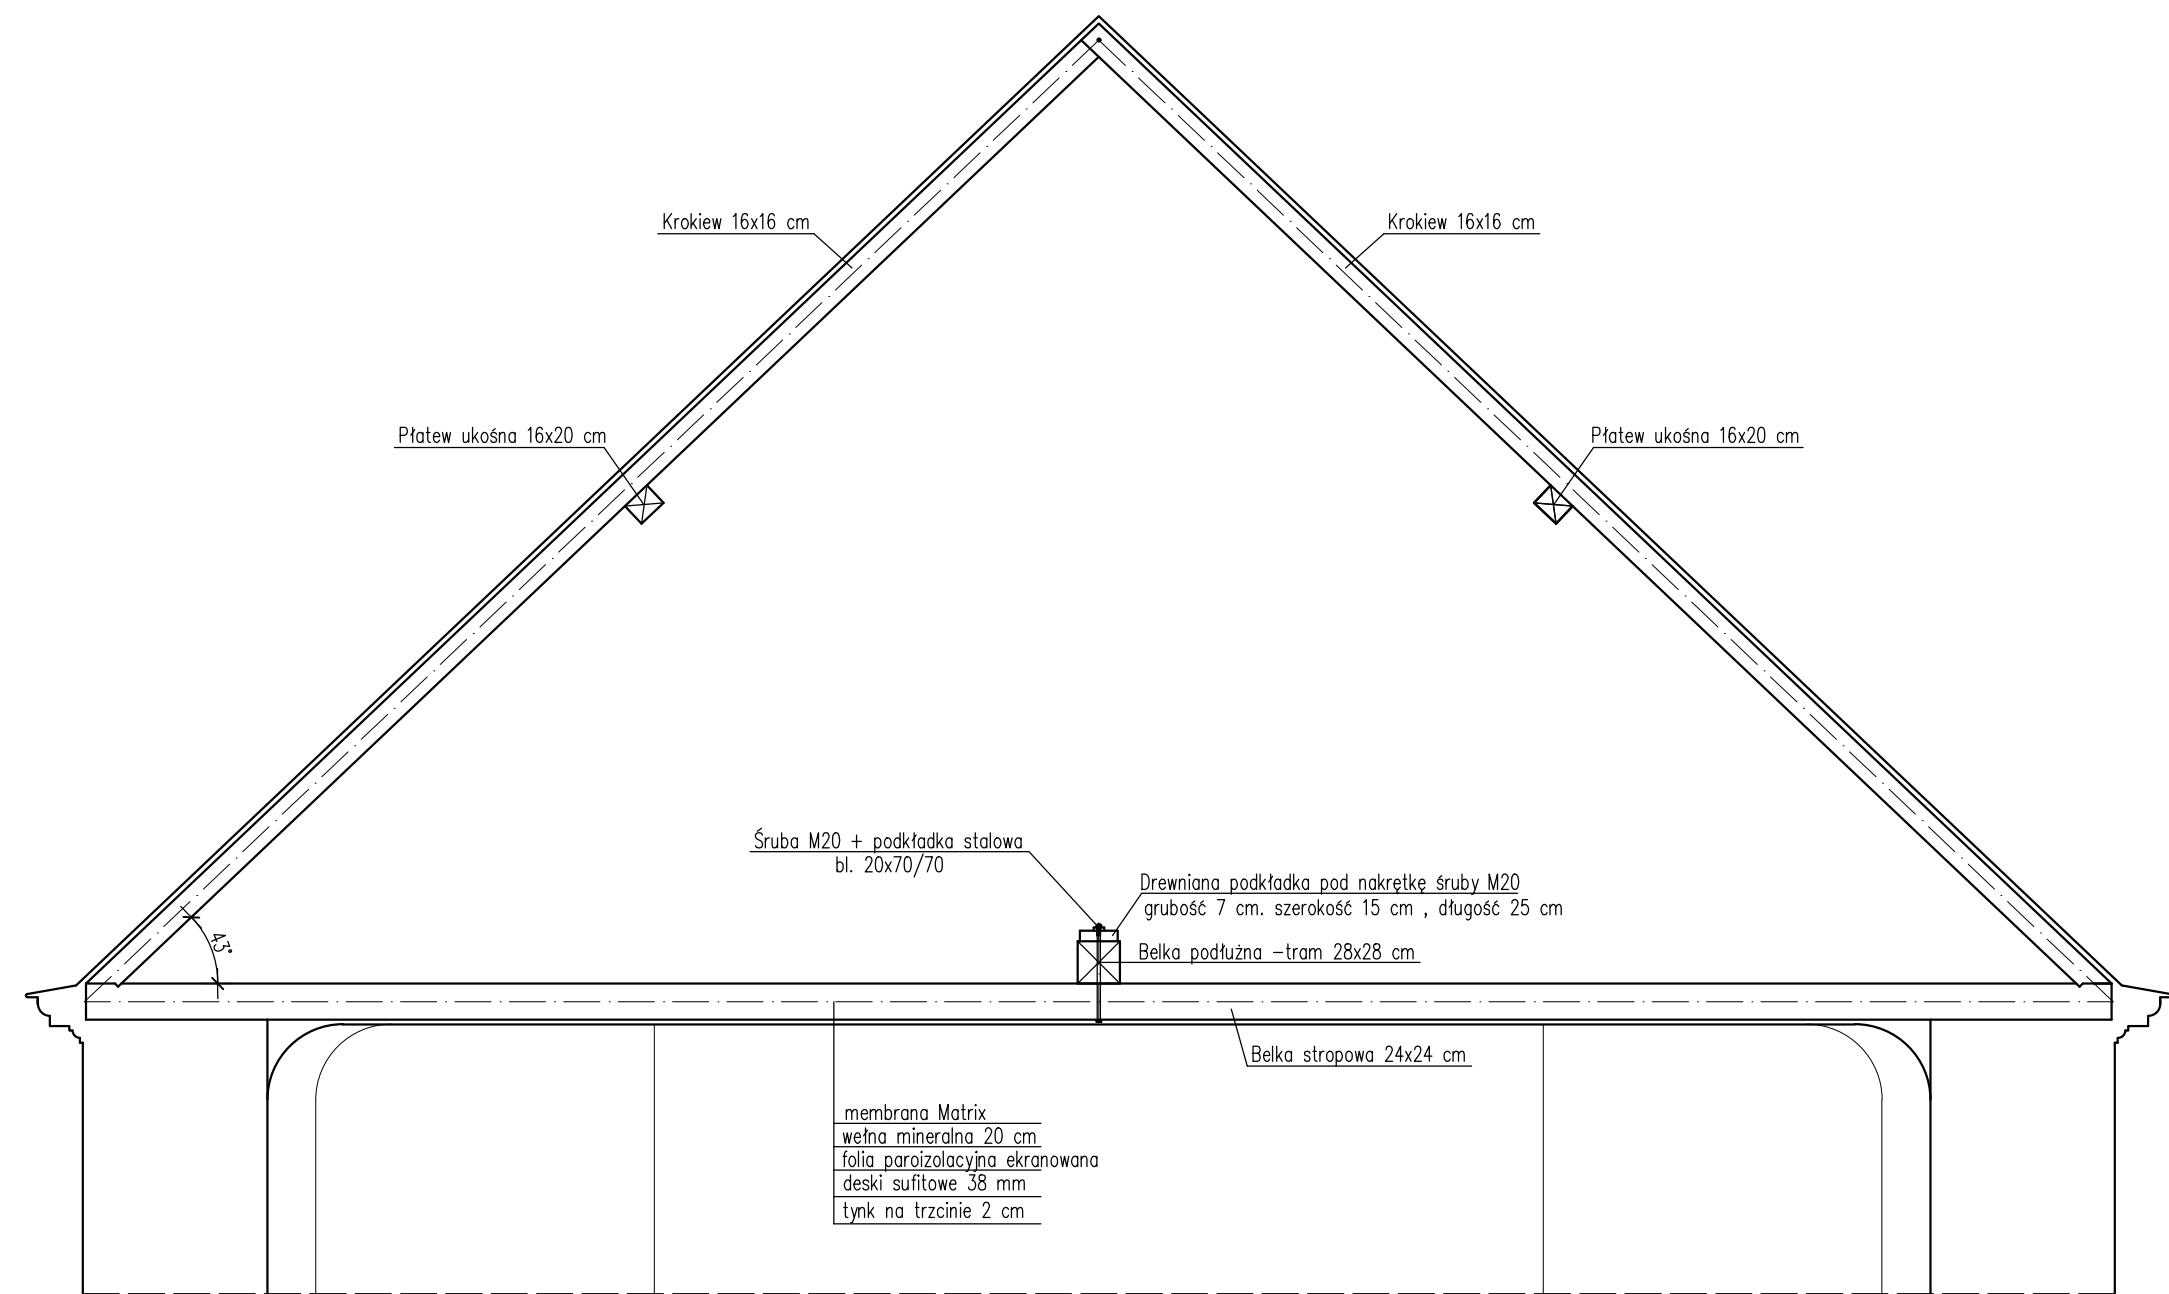 Krokiew 16x16 cm
Krokiew 16x16 cm
Płatew ukośna 16x20 cm
Płatew ukośna 16x20 cm
Śruba M20 + podkładka stalowa
bl. 20x70/70
Drewniana podkładka pod nakrętkę śruby M20
grubość 7 cm. szerokość 15 cm , długość 25 cm
43°
Belka podłużna -tram 28x28 cm
Belka stropowa 24x24 cm
membrana Matrix
wełna mineralna 20 cm
folia paroizolacyjna ekranowana
deski sufitowe 38 mm
tynk na trzcinie 2 cm